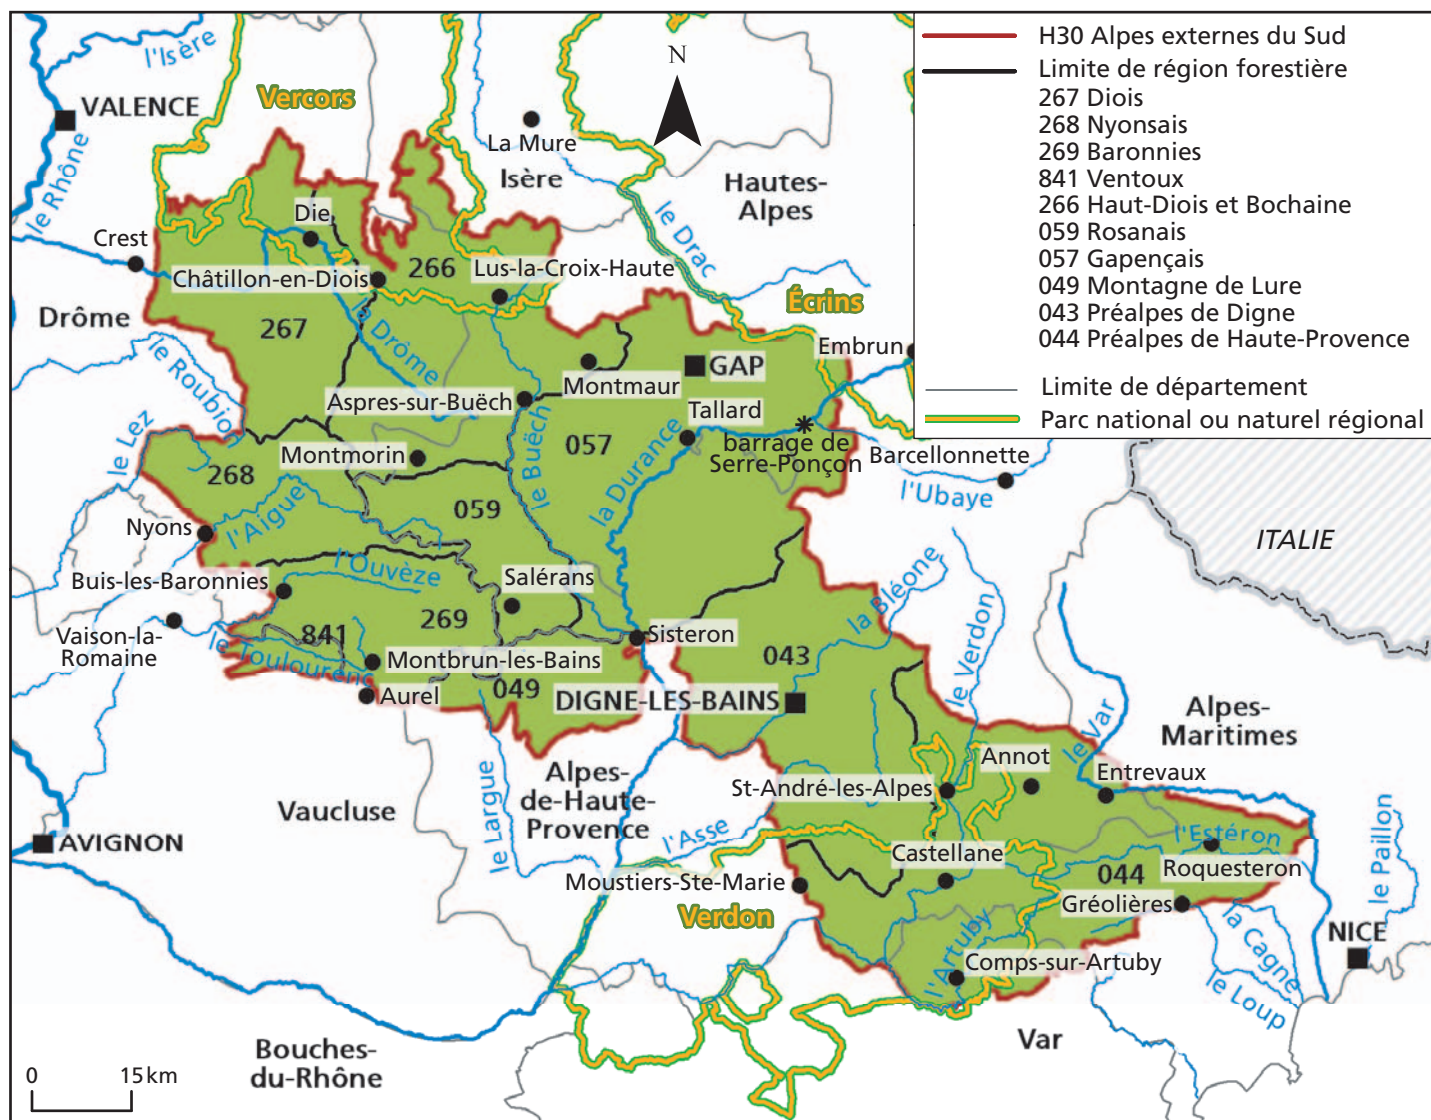 l'Isère
VALENCE
Vercors
le Rhône
La Mure
Isère
N
Hautes-
Alpes
H30 Alpes externes du Sud
Limite de région forestière
267 Diois
268 Nyonsais
269 Baronnies
841 Ventoux
266 Haut-Diois et Bochaine
059 Rosanais
057 Gapençais
049 Montagne de Lure
043 Préalpes de Digne
044 Préalpes de Haute-Provence
Limite de département
Parc national ou naturel régional
Die
Crest
Châtillon-en-Diois
266
Lus-la-Croix-Haute
le Drac
Écrins
Drôme
267
le Drôme
Embrun
le Roubion
Montmaur
GAP
Aspres-sur-Buëch
Tallard
le Lez
barrage de
Serre-Ponçon
Barcellonnette
Montmorin
057
268
le Buëch
la Durance
l'Ubaye
059
l'Aigue
Nyons
ITALIE
l'Ouvèze
Salérans
Buis-les-Baronnies
la Bléone
Vaison-la-
Romaine
841
269
Sisteron
le Toulourenc
Montbrun-les-Bains
043
le Verdon
Aurel
049
DIGNE-LES-BAINS
le Var
Alpes-
Maritimes
Annot
Entrevaux
Alpes-
de-Haute-
Provence
St-André-les-Alpes
Vaucluse
le Largue
l'Asse
l'Estéron
le Paillon
AVIGNON
Castellane
Roquesteron
Moustiers-Ste-Marie
044
Verdon
Gréolières
l'Artuby
la Cagne
NICE
Comps-sur-Artuby
le Loup
Var
Bouches-
du-Rhône
0 15 km